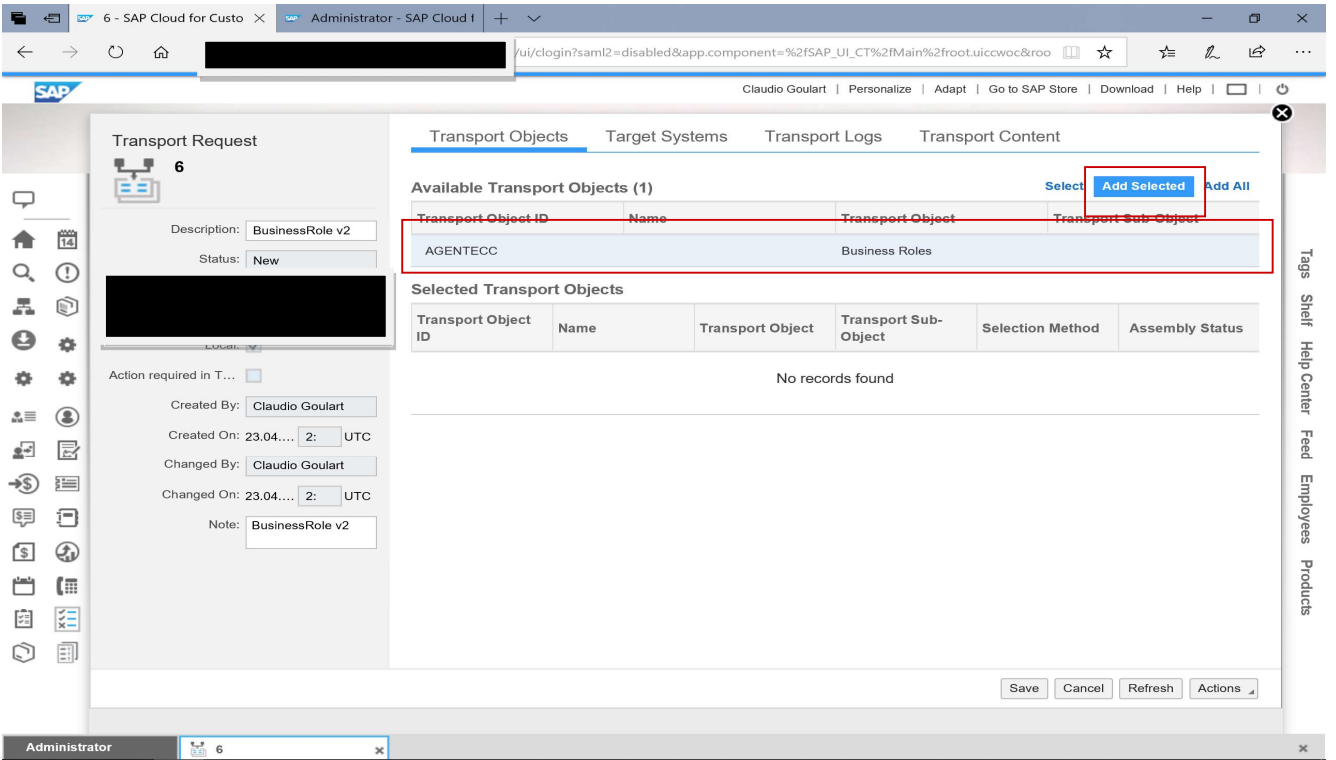 6 - SAP Cloud for Custo
SAP Administrator - SAP Cloud f
/ui/clogin?saml2=disabled&app.component=%2fSAP_UI_CT%2fMain%2froot.uiccwoc&roo
SAP
Claudio Goulart | Personalize | Adapt | Go to SAP Store | Download | Help |
Transport Request
6
Description: BusinessRole v2
Status: New
Local:
Action required in T...
Created By: Claudio Goulart
Created On: 23.04.... 2: UTC
Changed By: Claudio Goulart
Changed On: 23.04.... 2: UTC
Note: BusinessRole v2
Transport Objects Target Systems Transport Logs Transport Content
Available Transport Objects (1)
Select Add Selected Add All
Transport Object ID Name Transport Object Transport Sub-Object
AGENTECC Business Roles
Selected Transport Objects
Transport Object ID Name Transport Object Transport Sub-Object Selection Method Assembly Status
No records found
Save Cancel Refresh Actions
14
Tags
Shelf
Help Center
Feed
Employees
Products
Administrator
6